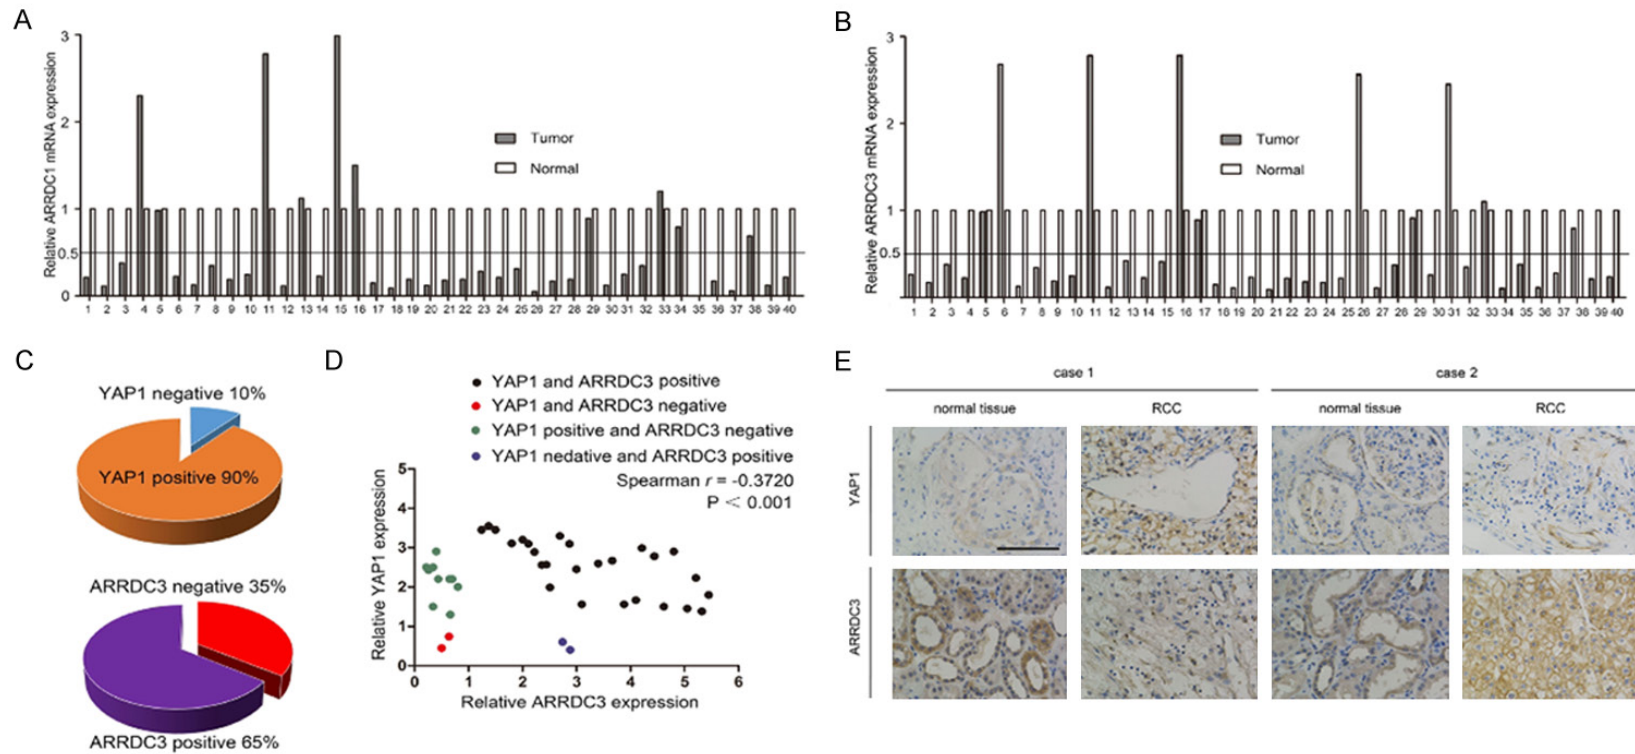 A
Relative ARRDC1 mRNA expression
3
2
1
0.5
0
Tumor
Normal
1 2 3 4 5 6 7 8 9 10 11 12 13 14 15 16 17 18 19 20 21 22 23 24 25 26 27 28 29 30 31 32 33 34 35 36 37 38 39 40
B
Relative ARRDC3 mRNA expression
3
2
1
0.5
Tumor
Normal
1 2 3 4 5 6 7 8 9 10 11 12 13 14 15 16 17 18 19 20 21 22 23 24 25 26 27 28 29 30 31 32 33 34 35 36 37 38 39 40
C
YAP1 negative 10%
YAP1 positive 90%
ARRDC3 negative 35%
ARRDC3 positive 65%
D
YAP1 and ARRDC3 positive
YAP1 and ARRDC3 negative
YAP1 positive and ARRDC3 negative
YAP1 nedative and ARRDC3 positive
Spearman r = -0.3720
P < 0.001
Relative YAP1 expression
5
4
3
2
1
0
0 1 2 3 4 5 6
Relative ARRDC3 expression
E
case 1 case 2
normal tissue RCC normal tissue RCC
YAP1
ARRDC3